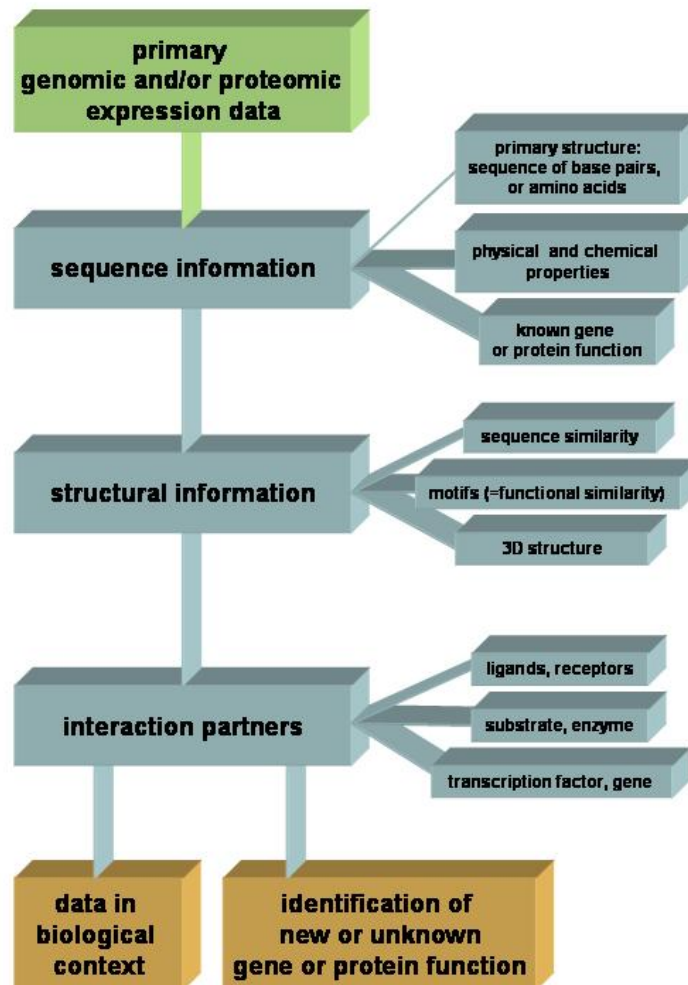 primary
genomic and/or proteomic
expression data
primary structure:
sequence of base pairs,
or amino acids
sequence information
physical and chemical
properties
known gene
or protein function
sequence similarity
structural information
motifs (=functional similarity)
3D structure
ligands, receptors
interaction partners
substrate, enzyme
transcription factor, gene
data in
biological
context
identification of
new or unknown
gene or protein function